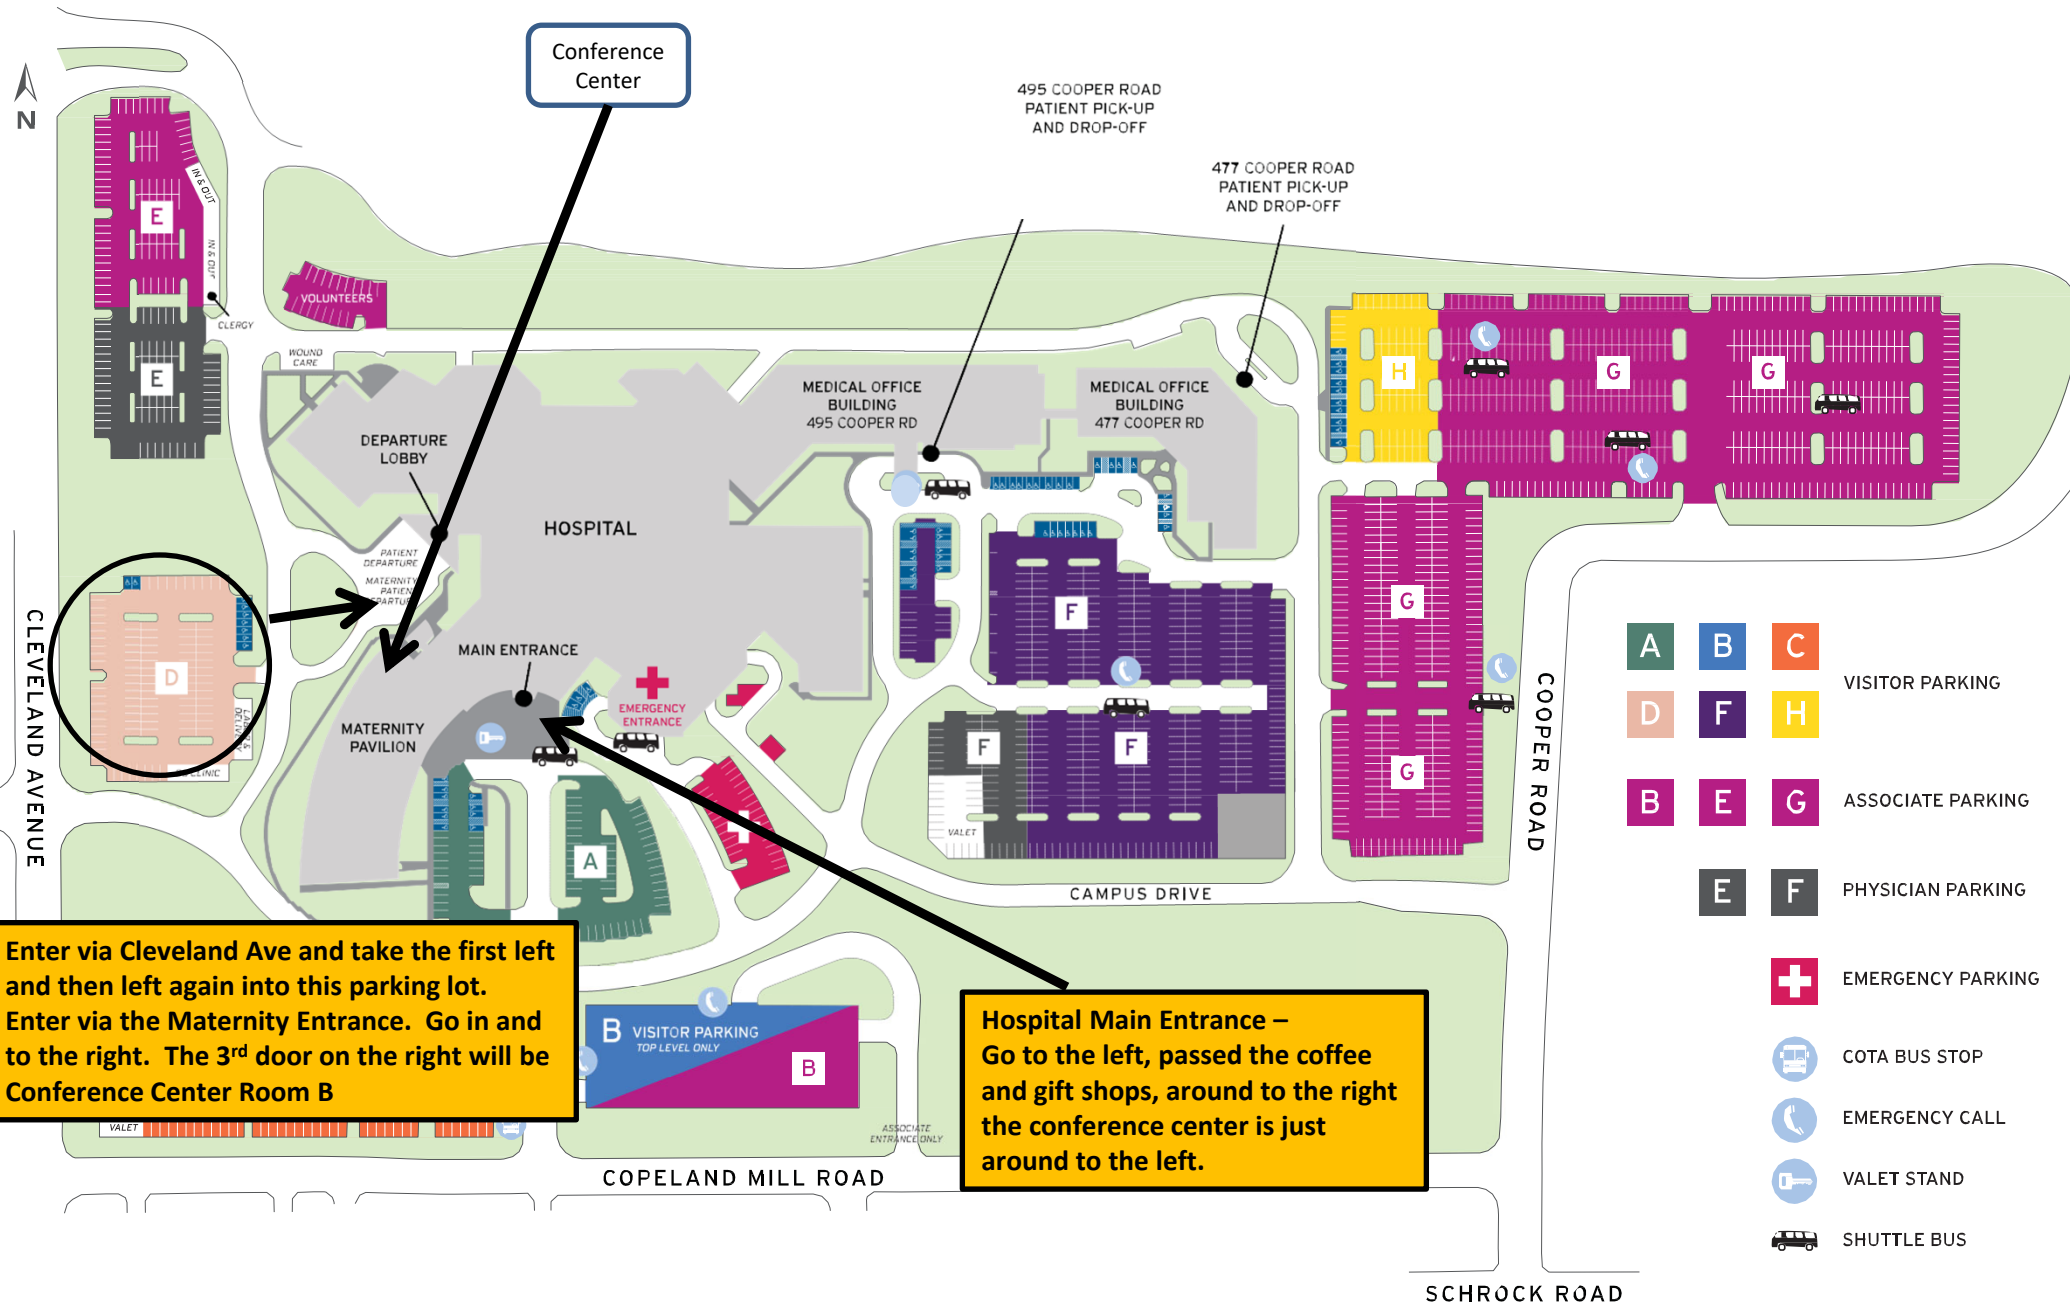 Conference
Center
495 COOPER ROAD
PATIENT PICK-UP
AND DROP-OFF
477 COOPER ROAD
PATIENT PICK-UP
AND DROP-OFF
N
E
IN & OUT
IN & OUT
CLERGY
VOLUNTEERS
E
WOUND
CARE
DEPARTURE
LOBBY
MEDICAL OFFICE
BUILDING
495 COOPER RD
MEDICAL OFFICE
BUILDING
477 COOPER RD
H
G
G
HOSPITAL
PATIENT
DEPARTURE
MATERNITY
PATIENT
DEPARTURE
CLEVELAND AVENUE
D
LABOR &
DELIVERY
CLINIC
MAIN ENTRANCE
EMERGENCY
ENTRANCE
MATERNITY
PAVILION
F
F
F
VALET
G
G
COOPER ROAD
A
CAMPUS DRIVE
A
B
C
D
F
H
VISITOR PARKING
B
E
G
ASSOCIATE PARKING
E
F
PHYSICIAN PARKING
EMERGENCY PARKING
COTA BUS STOP
EMERGENCY CALL
VALET STAND
SHUTTLE BUS
Enter via Cleveland Ave and take the first left
and then left again into this parking lot.
Enter via the Maternity Entrance. Go in and
to the right. The 3rd door on the right will be
Conference Center Room B
VALET
B VISITOR PARKING
TOP LEVEL ONLY
B
ASSOCIATE
ENTRANCE ONLY
Hospital Main Entrance –
Go to the left, passed the coffee
and gift shops, around to the right
the conference center is just
around to the left.
COPELAND MILL ROAD
SCHROCK ROAD